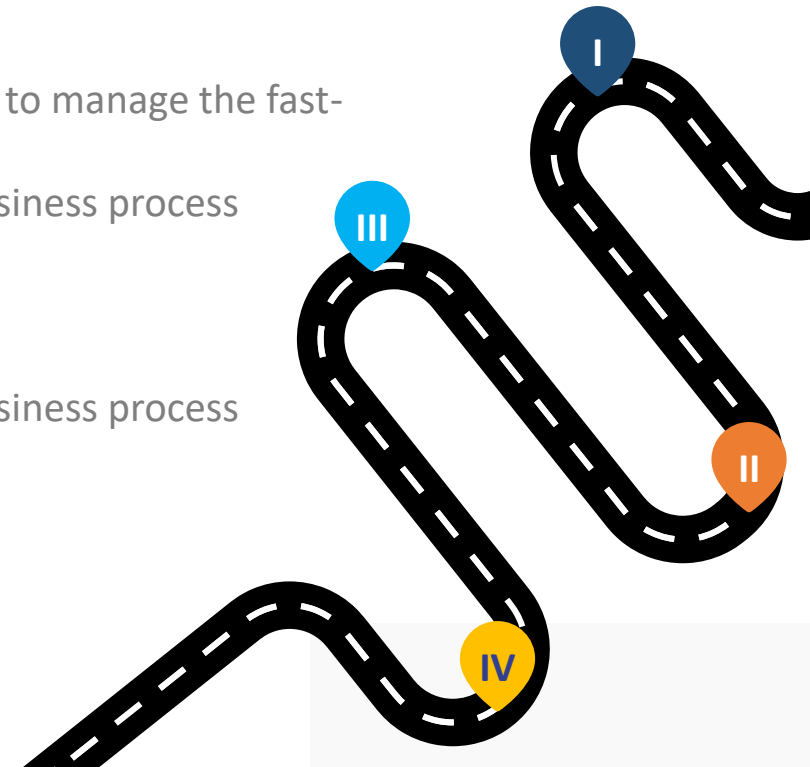 I
to manage the fast-
siness process
III
siness process
II
IV